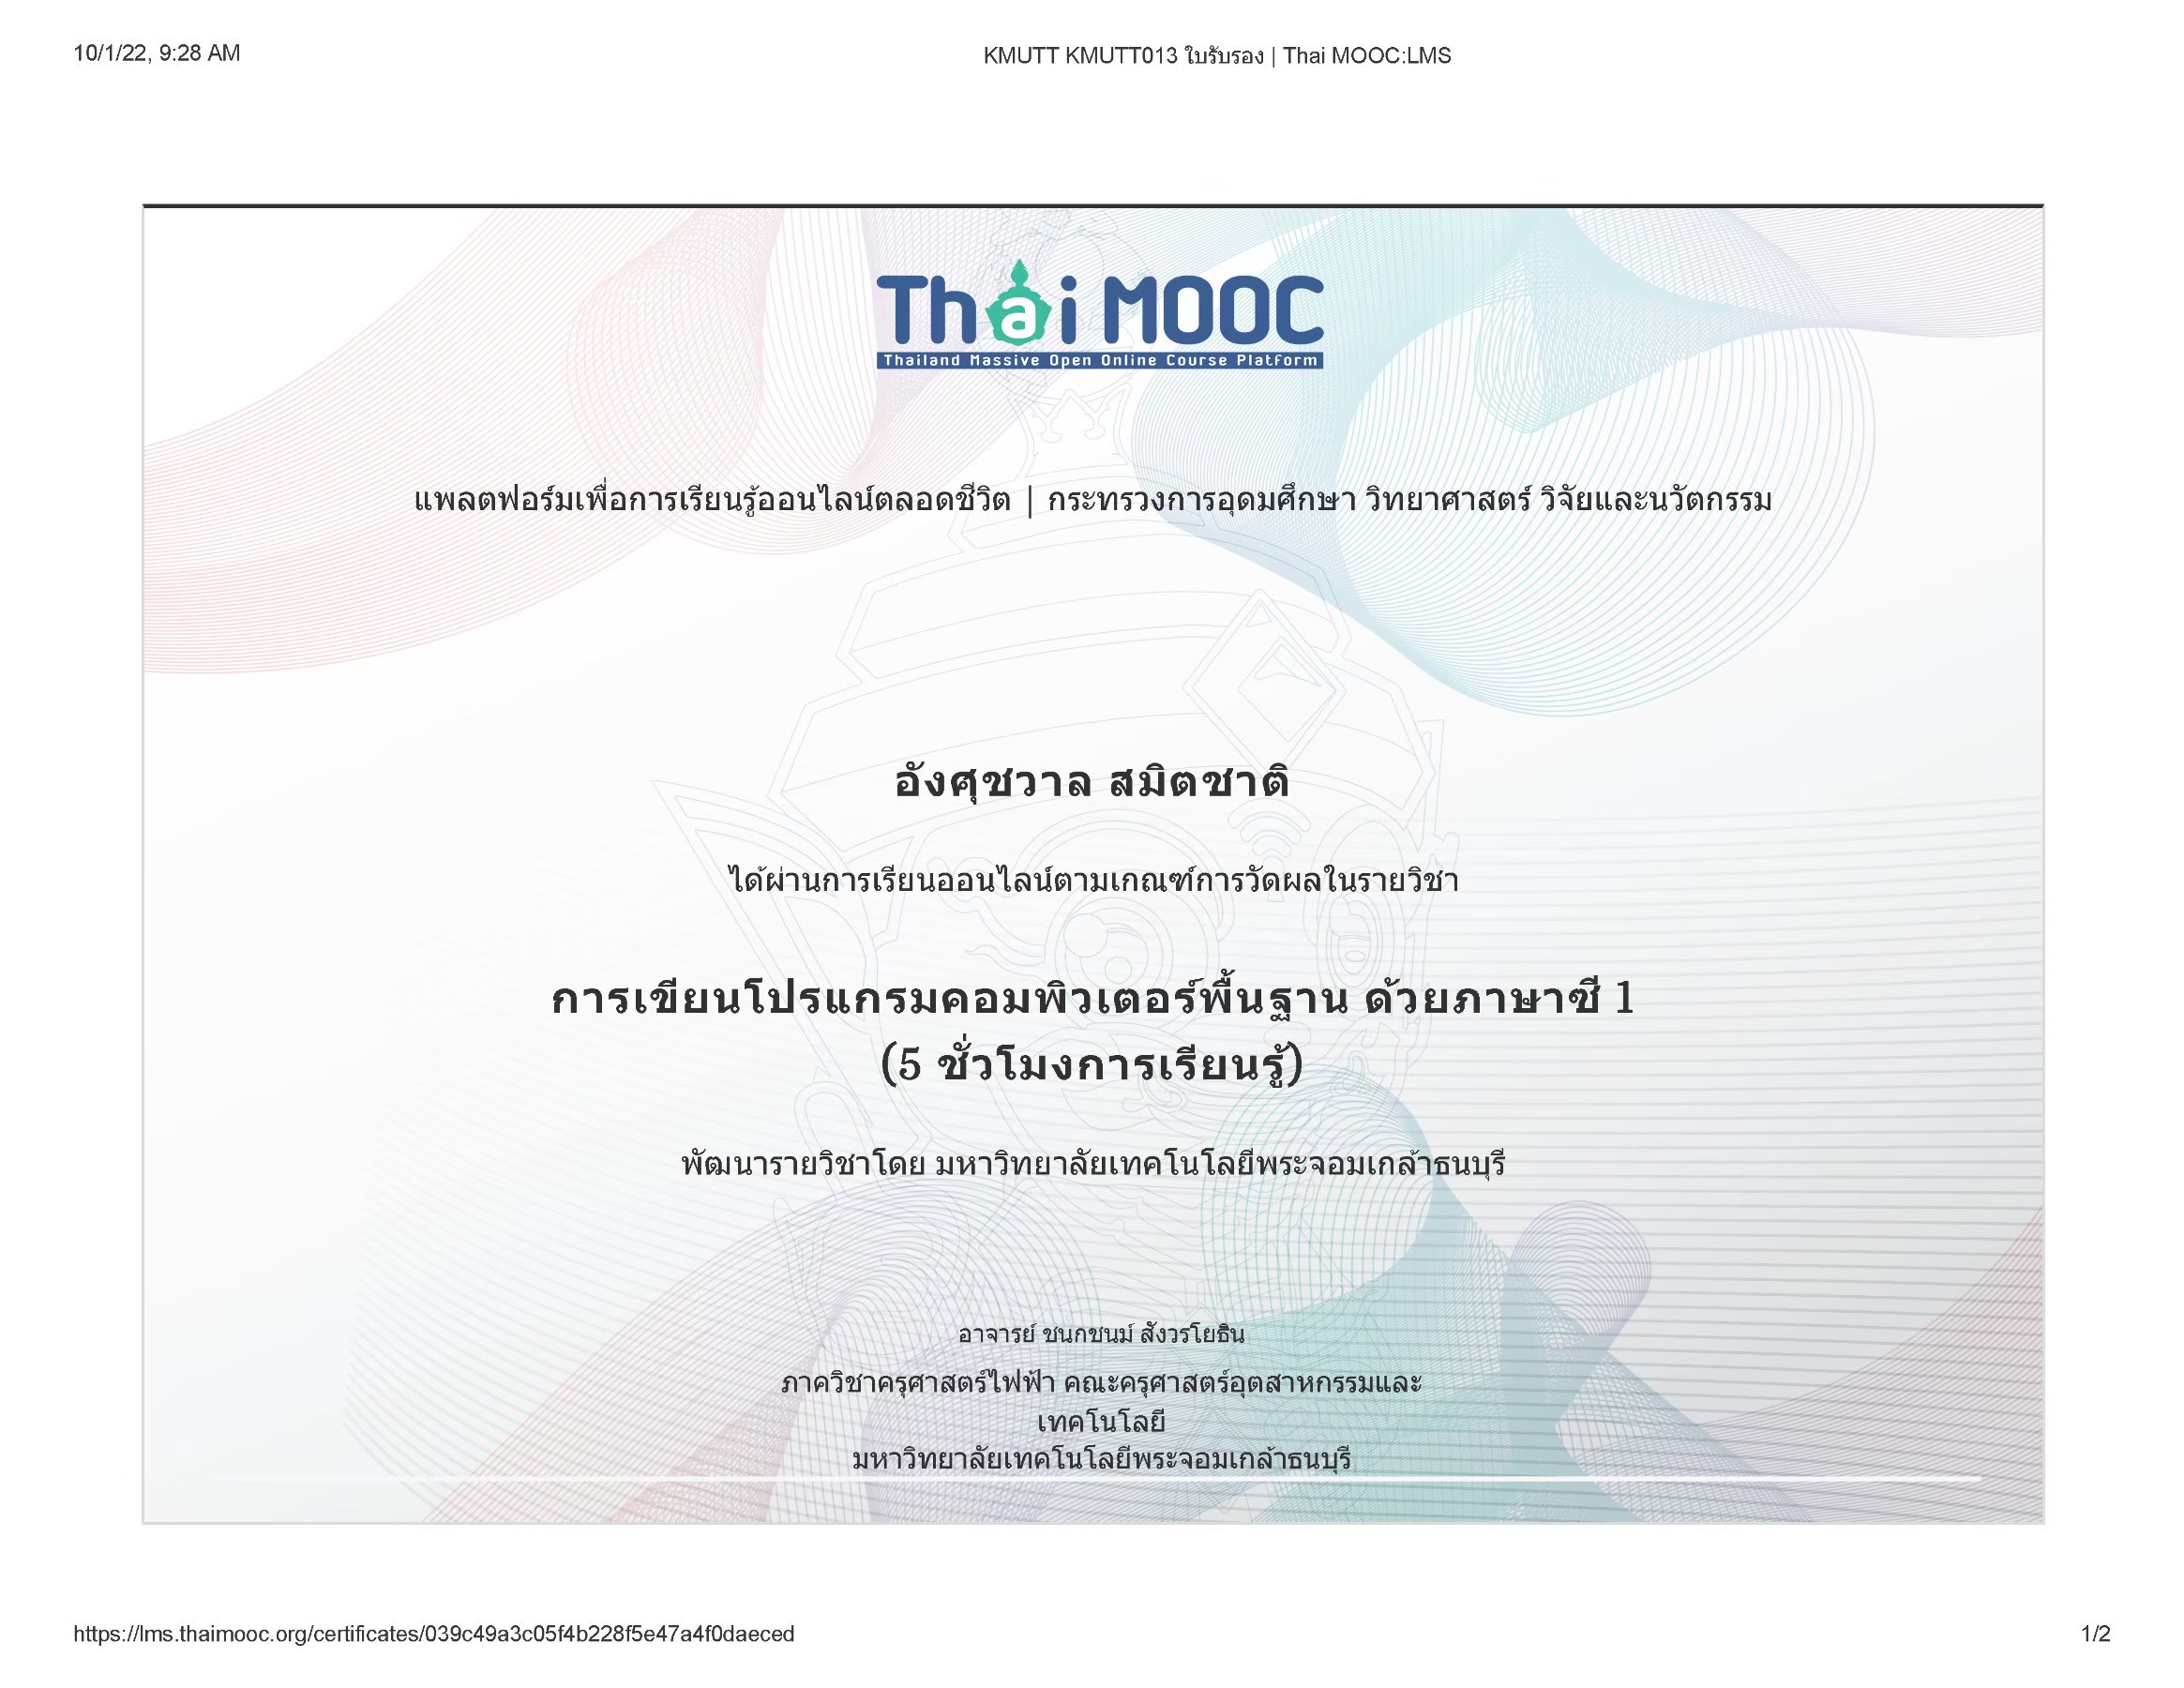 10/1/22, 9:28 AM
KMUTT KMUTT013 ใบรับรอง | Thai MOOC:LMS
Thai MOOC
Thailand Massive Open Online Course Platform
แพลตฟอร์มเพื่อการเรียนรู้ออนไลน์ตลอดชีวิต | กระทรวงการอุดมศึกษา วิทยาศาสตร์ วิจัยและนวัตกรรม
อังศุชวาล สมิตชาติ
ได้ผ่านการเรียนออนไลน์ตามเกณฑ์การวัดผลในรายวิชา
การเขียนโปรแกรมคอมพิวเตอร์พื้นฐาน ด้วยภาษาซี 1
(5 ชั่วโมงการเรียนรู้)
พัฒนารายวิชาโดย มหาวิทยาลัยเทคโนโลยีพระจอมเกล้าธนบุรี
อาจารย์ ชนกชนม์ สังวรโยธิน
ภาควิชาครุศาสตร์ไฟฟ้า คณะครุศาสตร์อุตสาหกรรมและ
เทคโนโลยี
มหาวิทยาลัยเทคโนโลยีพระจอมเกล้าธนบุรี
https://lms.thaimooc.org/certificates/039c49a3c05f4b228f5e47a4f0daeced
1/2